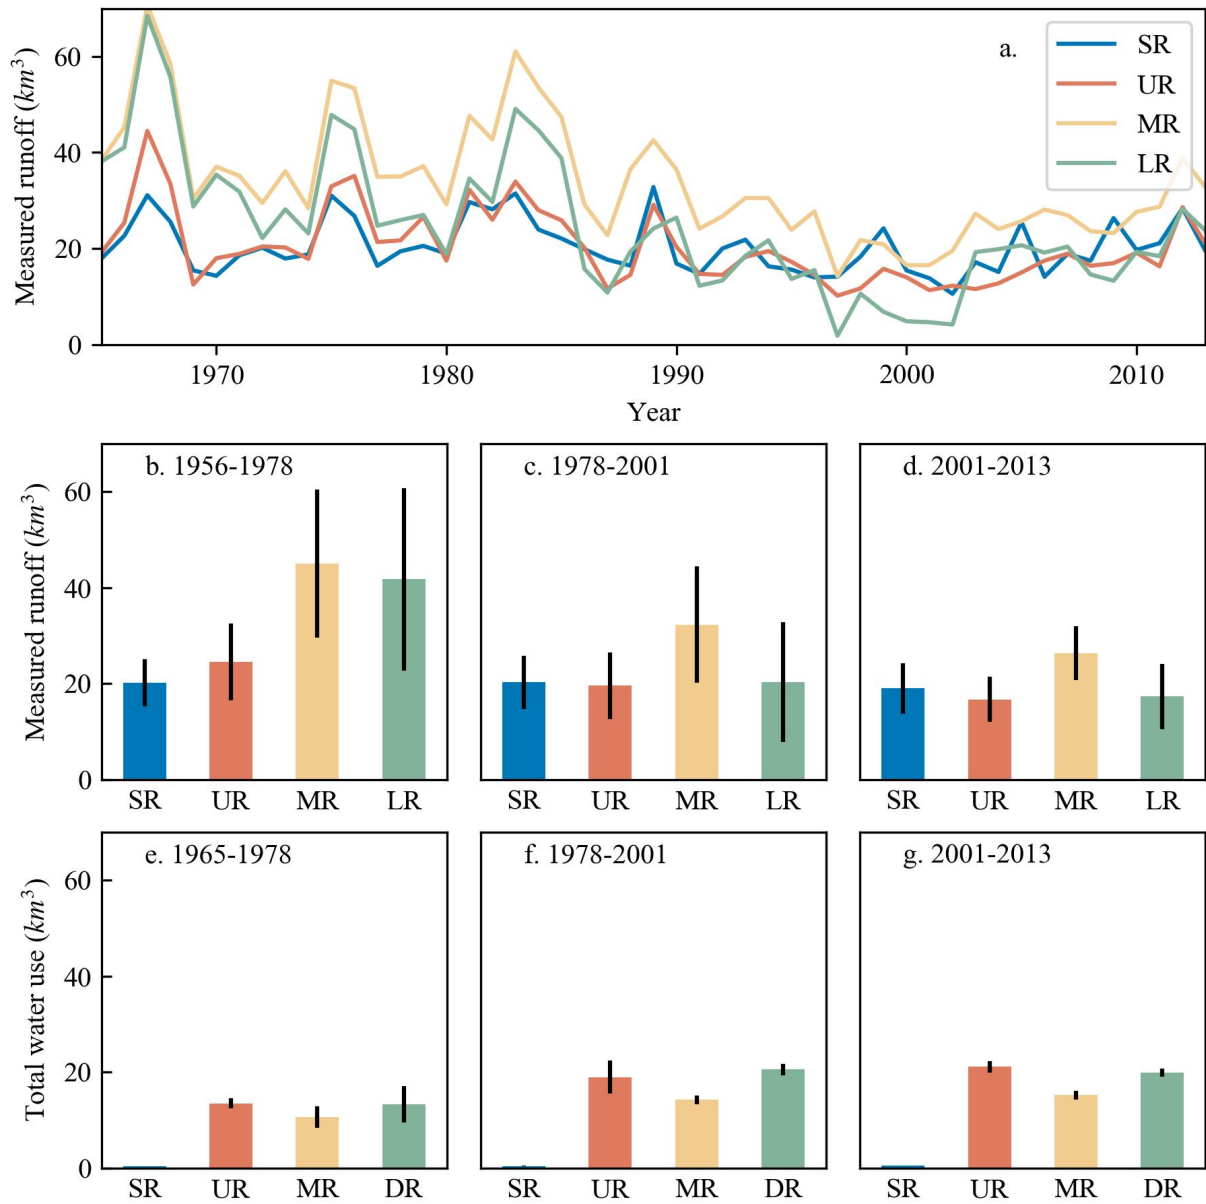 a.
SR
UR
MR
LR
Measured runoff (km³)
60
40
20
0
1970 1980 1990 2000 2010
Year
b. 1956-1978 c. 1978-2001 d. 2001-2013
Measured runoff (km³)
60
40
20
0
SR UR MR LR SR UR MR LR SR UR MR LR
e. 1965-1978 f. 1978-2001 g. 2001-2013
Total water use (km³)
60
40
20
0
SR UR MR DR SR UR MR DR SR UR MR DR